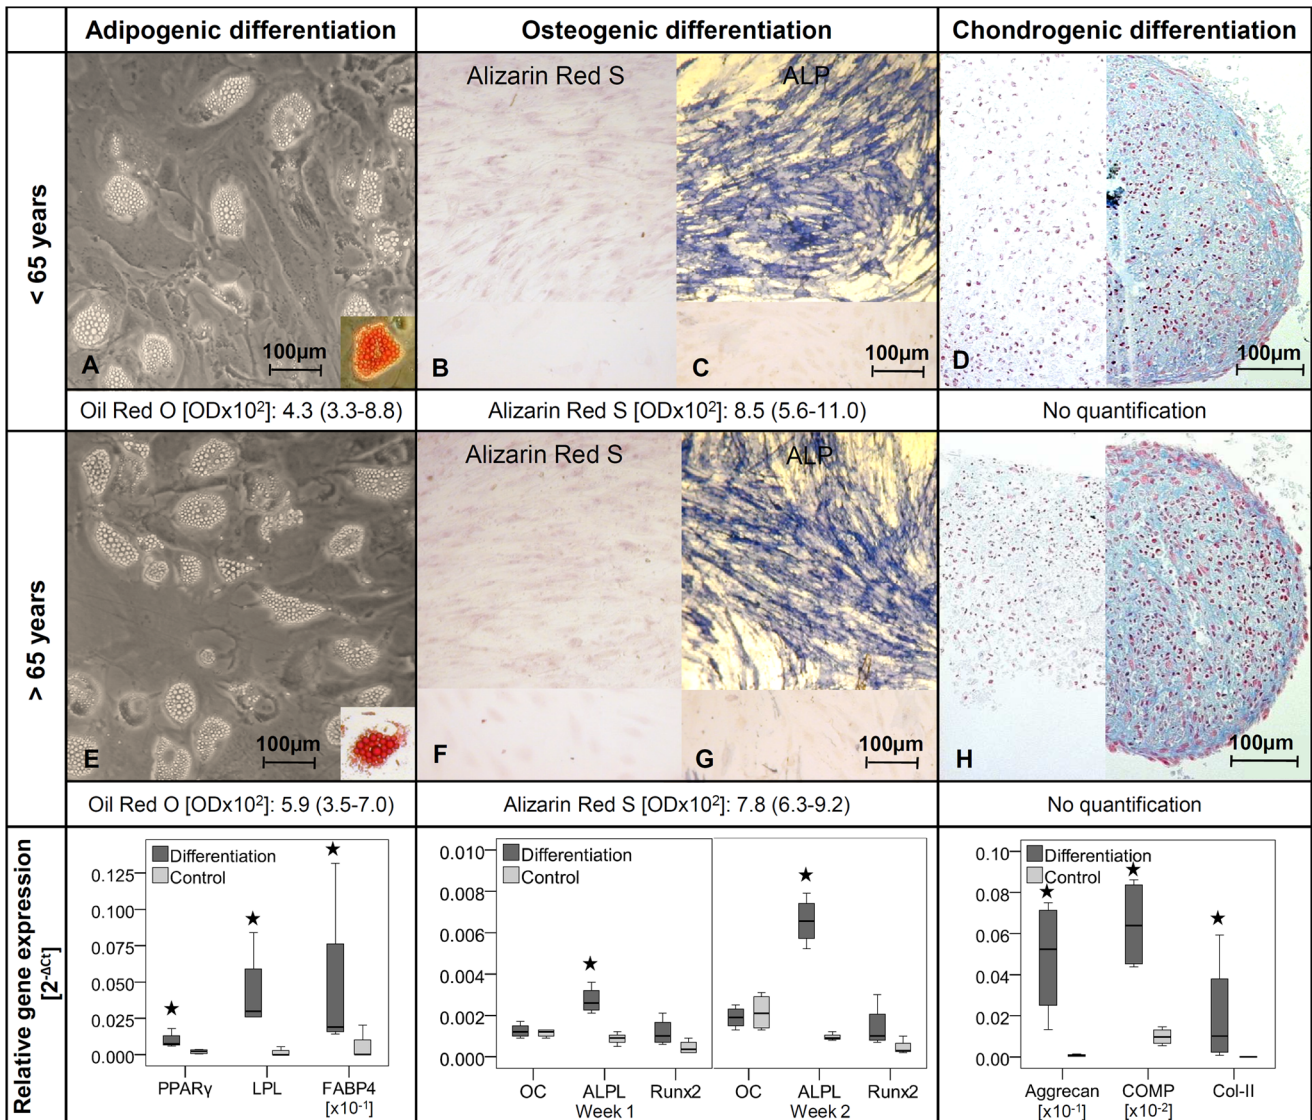 Adipogenic differentiation
Osteogenic differentiation
Chondrogenic differentiation
< 65 years
Alizarin Red S
ALP
A
100µm
B
C
100µm
D
100µm
Oil Red O [ODx10²]: 4.3 (3.3-8.8)
Alizarin Red S [ODx10²]: 8.5 (5.6-11.0)
No quantification
> 65 years
Alizarin Red S
ALP
E
100µm
F
G
100µm
H
100µm
Oil Red O [ODx10²]: 5.9 (3.5-7.0)
Alizarin Red S [ODx10²]: 7.8 (6.3-9.2)
No quantification
Relative gene expression
[2^-ΔCt]
Differentiation
Control
0.125
0.100
0.075
0.050
0.025
0.000
PPARγ
LPL
FABP4
[x10⁻¹]
Differentiation
Control
0.010
0.008
0.006
0.004
0.002
0.000
OC
ALPL
Runx2
Week 1
OC
ALPL
Runx2
Week 2
Differentiation
Control
0.10
0.08
0.06
0.04
0.02
0.00
Aggrecan
[x10⁻¹]
COMP
[x10⁻²]
Col-II